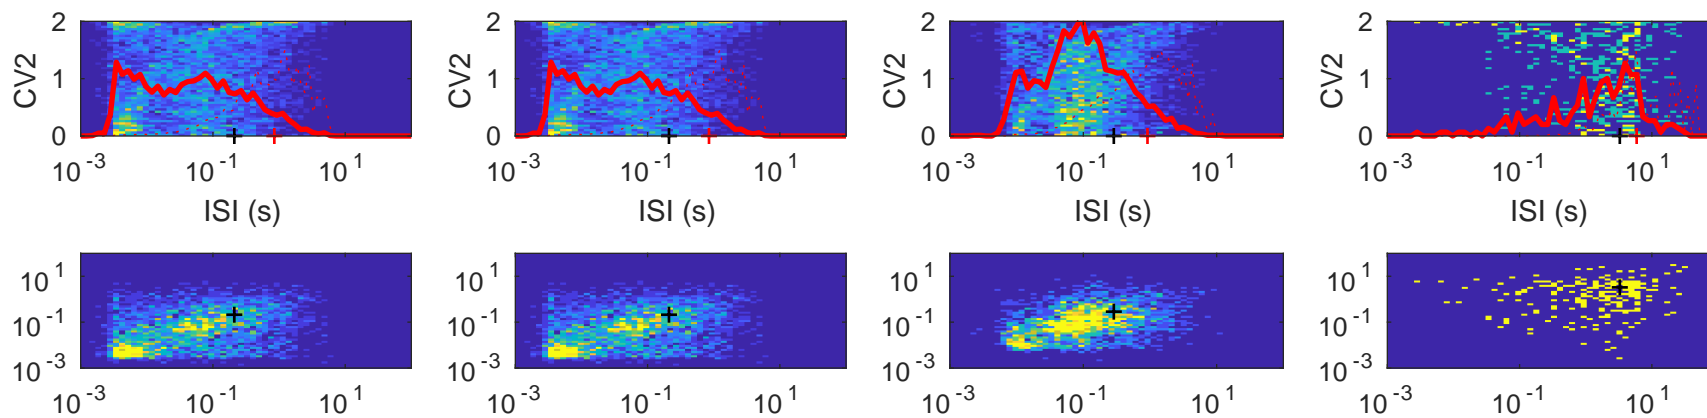 2 2 2 2
CV2 CV2 CV2 CV2
1 1 1 1
0 0 0 0
10 -3 10 -1 10 1 10 -3 10 -1 10 1 10 -3 10 -1 10 1 10 -3 10 -1 10 1
ISI (s) ISI (s) ISI (s) ISI (s)
10 1 10 1 10 1 10 1
10 -1 10 -1 10 -1 10 -1
10 -3 10 -3 10 -3 10 -3
10 -3 10 -1 10 1 10 -3 10 -1 10 1 10 -3 10 -1 10 1 10 -3 10 -1 10 1